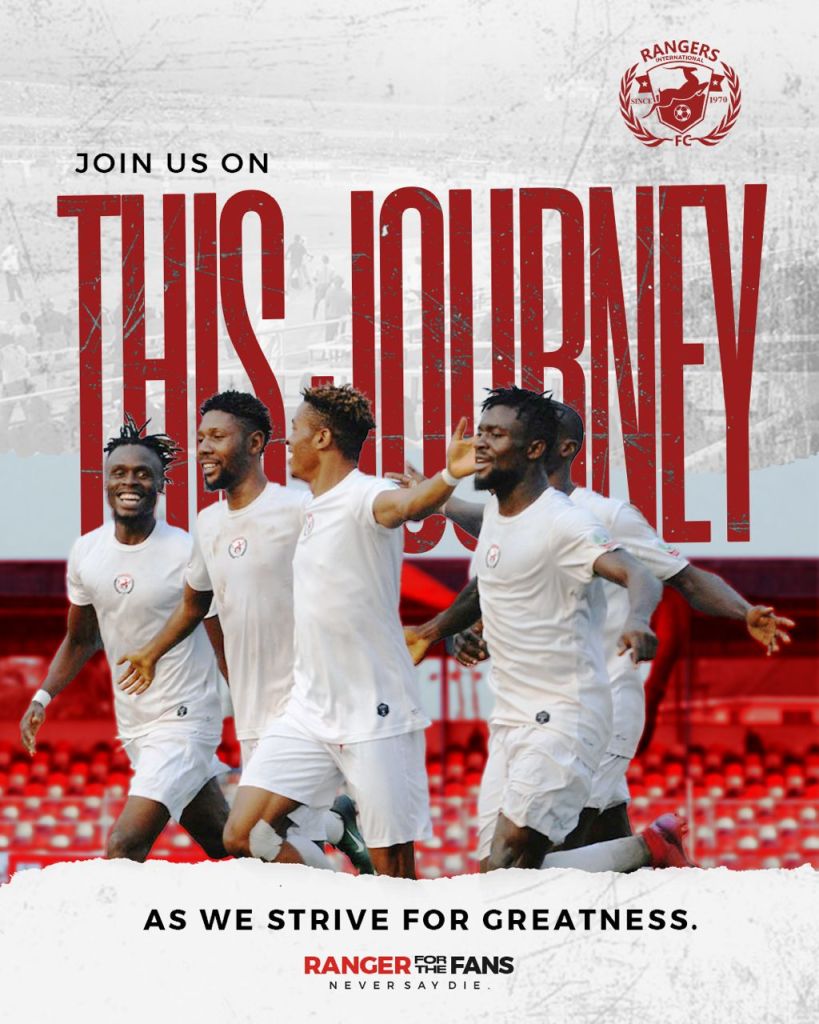 RANGERS
INTERNATIONAL
SINCE 1970
FC
JOIN US ON
THIS JOURNEY
AS WE STRIVE FOR GREATNESS.
RANGER FOR THE FANS
NEVER SAY DIE.